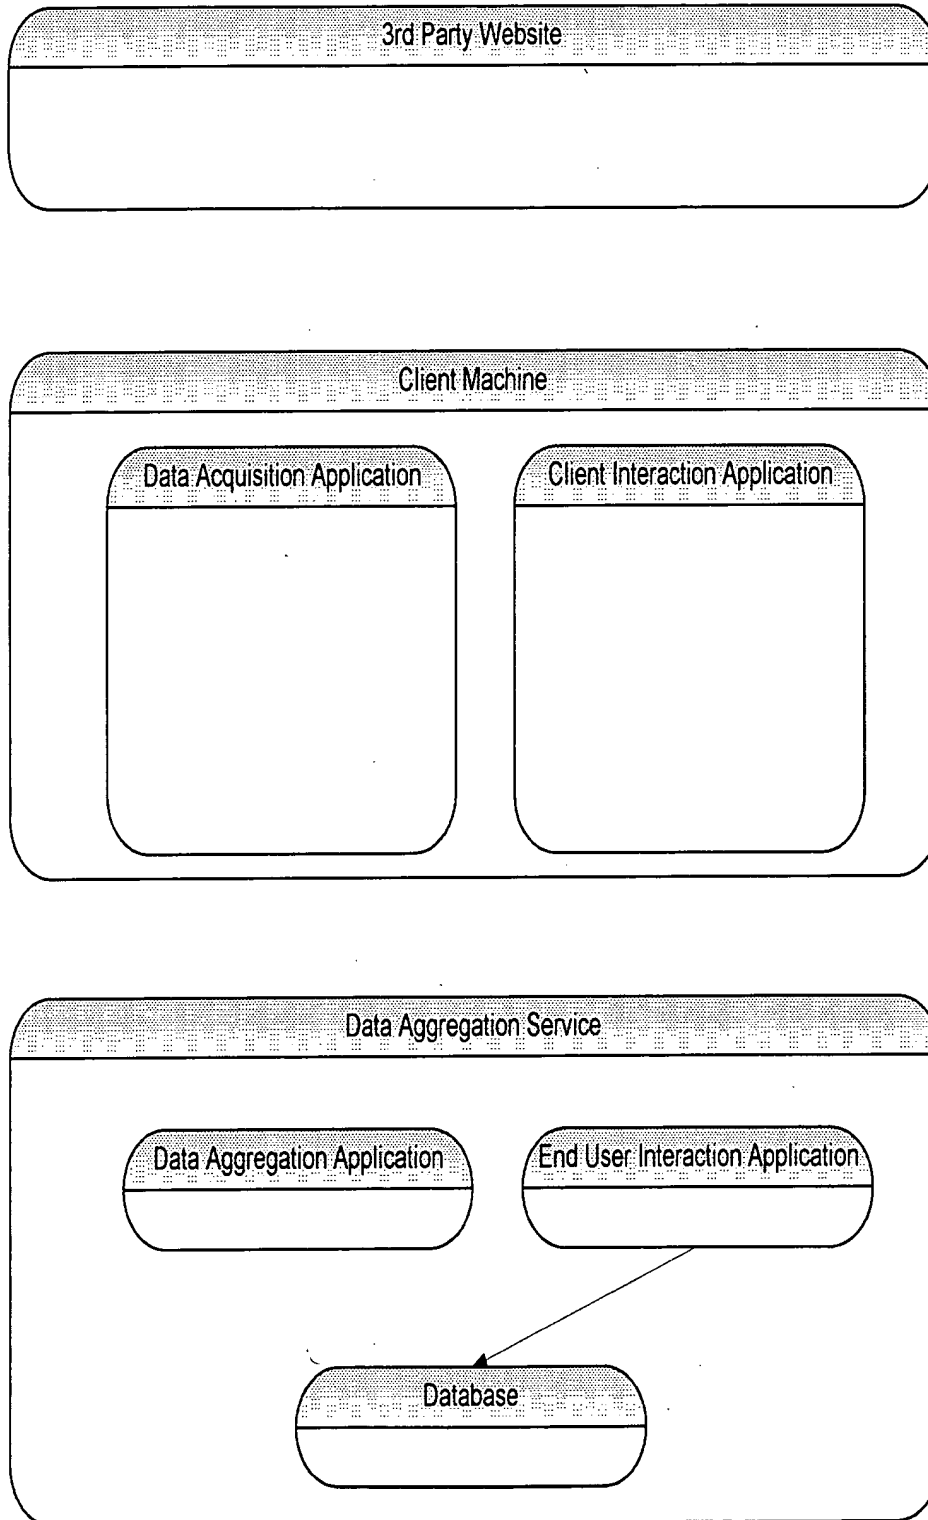 3rd Party Website
Client Machine
Data Acquisition Application
Client Interaction Application
Data Aggregation Service
Data Aggregation Application
End User Interaction Application
Database